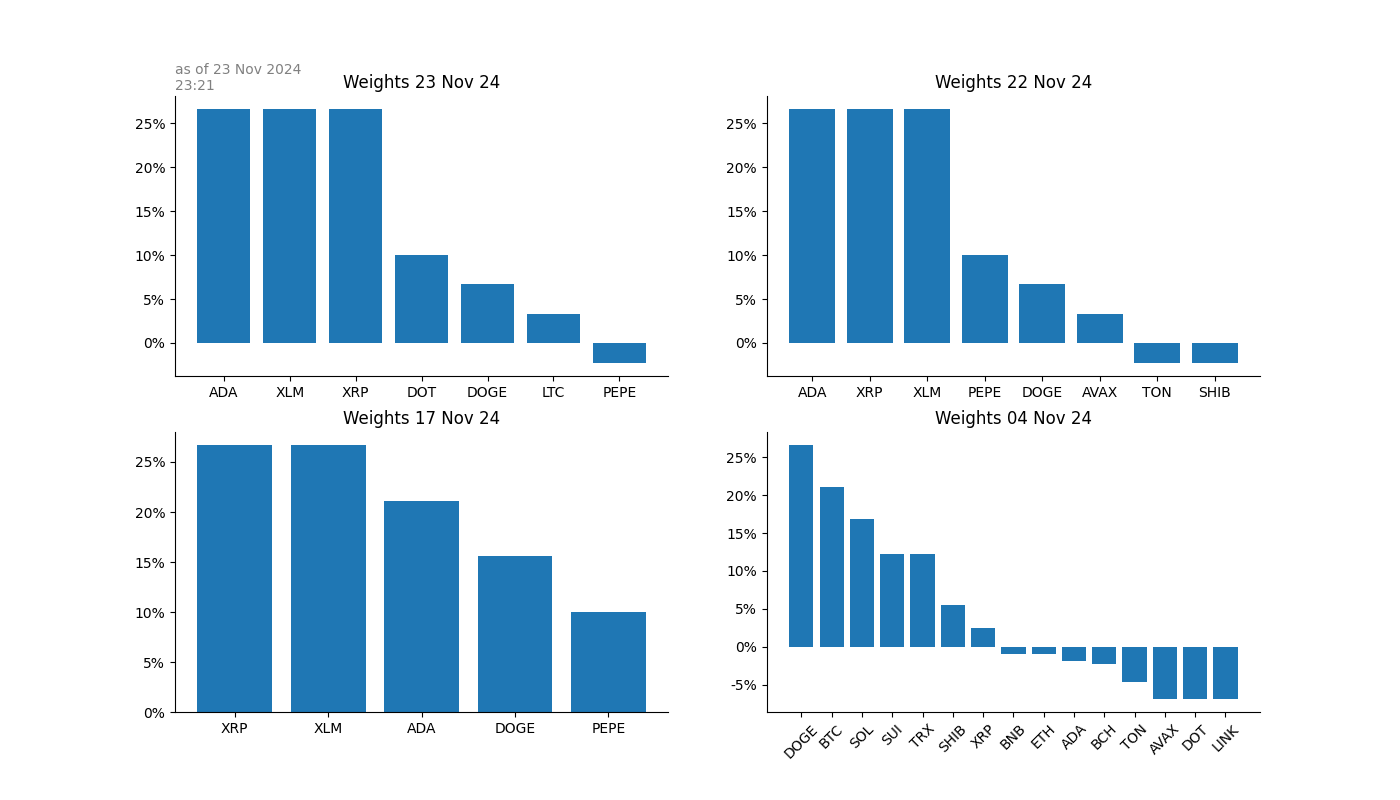 as of 23 Nov 2024
23:21
Weights 23 Nov 24
25%
20%
15%
10%
5%
0%
ADA XLM XRP DOT DOGE LTC PEPE
Weights 22 Nov 24
25%
20%
15%
10%
5%
0%
ADA XRP XLM PEPE DOGE AVAX TON SHIB
Weights 17 Nov 24
25%
20%
15%
10%
5%
0%
XRP XLM ADA DOGE PEPE
Weights 04 Nov 24
25%
20%
15%
10%
5%
0%
-5%
DOGE BTC SOL SUI TRX SHIB XRP BNB ETH ADA BCH TON AVAX DOT LINK